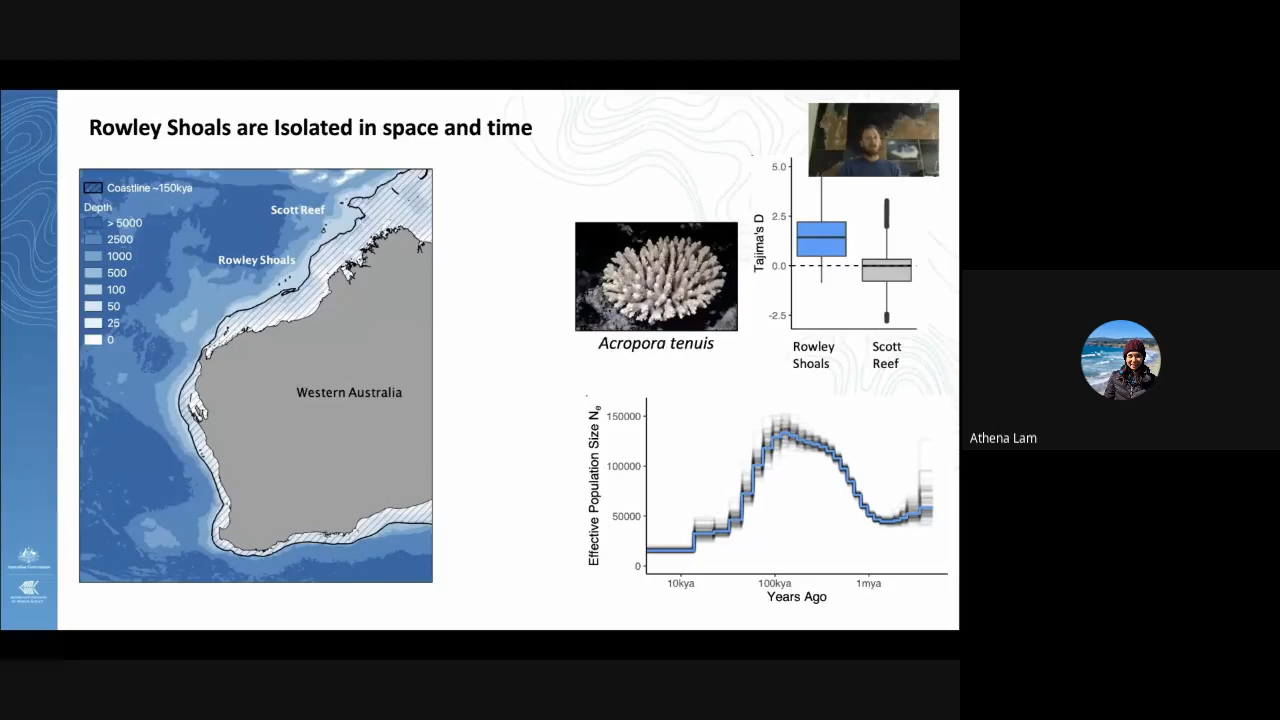 Rowley Shoals are Isolated in space and time
Coastline ~150kya
Depth
> 5000
2500
1000
500
100
50
25
0
Scott Reef
Rowley Shoals
Western Australia
Acropora tenuis
Tajima's D
5.0
2.5
0.0
-2.5
Rowley
Shoals
Scott
Reef
Effective Population Size Ne
150000
100000
50000
0
10kya
100kya
1mya
Years Ago
Athena Lam